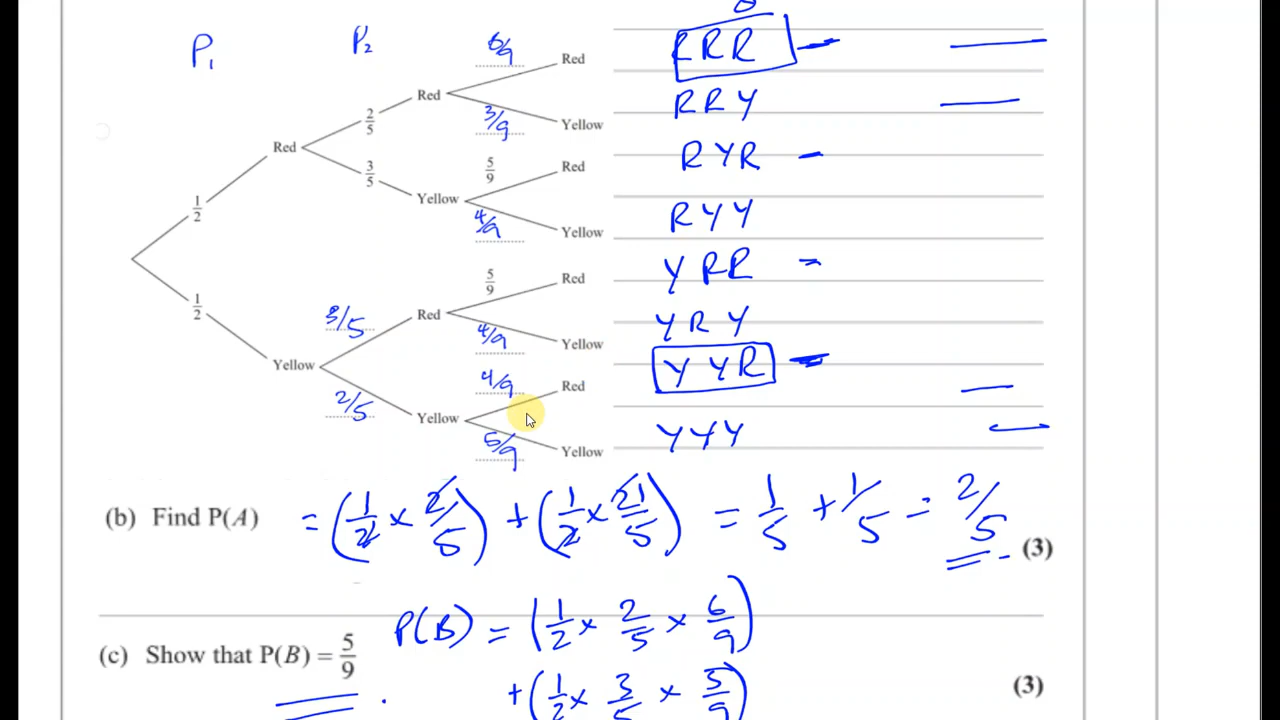 P₁ P₂ 6/9 Red RRR
Red
2/5 3/9 Yellow RRY
Red
3/5 5/9 Red RYR
Yellow
1/2 4/9 Yellow RYY
5/9 Red YRR
1/2 3/5 Red
4/9 Yellow YRY
Yellow 4/9 Red YYR
2/5 Yellow
5/9 Yellow YYY
(b) Find P(A) = (1/2 × 2/5) + (1/2 × 2/5) = 1/5 + 1/5 = 2/5
(3)
P(B) = (1/2 × 2/5 × 6/9)
(c) Show that P(B) = 5/9
+ (1/2 × 3/5 × 5/9)
(3)